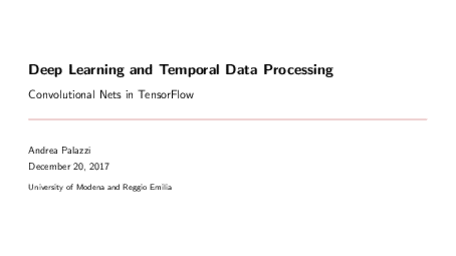 Deep Learning and Temporal Data Processing
Convolutional Nets in TensorFlow
Andrea Palazzi
December 20, 2017
University of Modena and Reggio Emilia